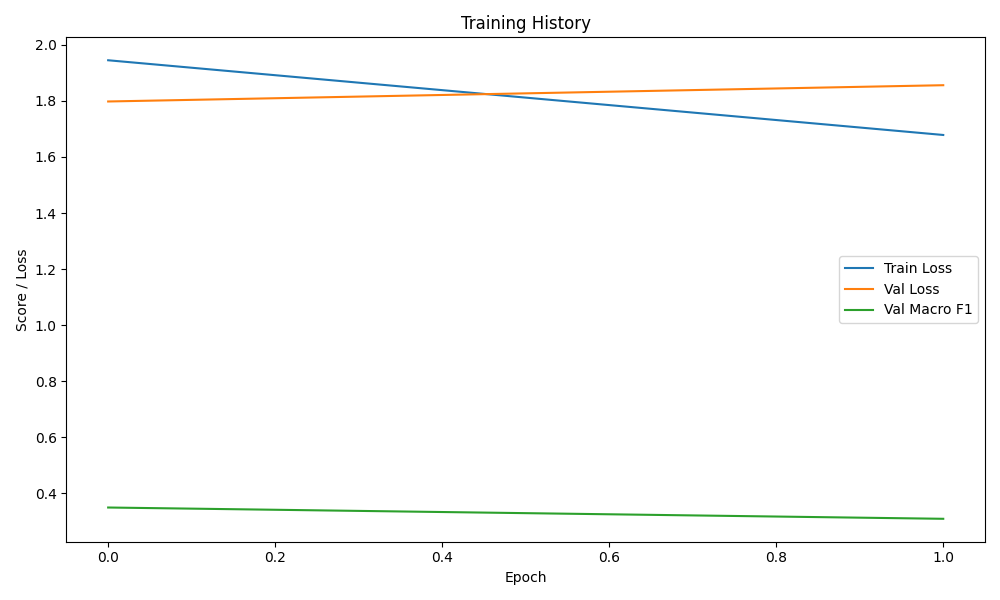 Training History
Score / Loss
2.0
1.8
1.6
1.4
1.2
1.0
0.8
0.6
0.4
Train Loss
Val Loss
Val Macro F1
0.0 0.2 0.4 0.6 0.8 1.0
Epoch